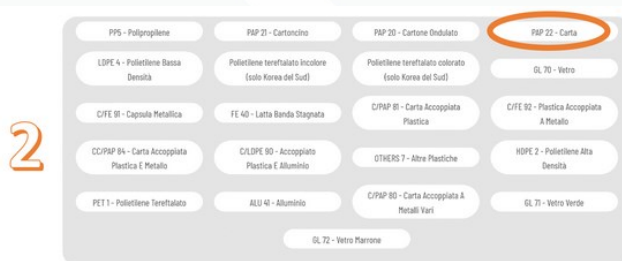 PP5 - Polipropilene
PAP 21 - Cartoncino
PAP 20 - Cartone Ondulato
PAP 22 - Carta
LDPE 4 - Polietilene Bassa
Densità
Polietilene tereftalato incolore
(solo Korea del Sud)
Polietilene tereftalato colorato
(solo Korea del Sud)
GL 70 - Vetro
2
C/FE 91 - Capsula Metallica
FE 40 - Latta Banda Stagnata
C/PAP 81 - Carta Accoppiata
Plastica
C/FE 92 - Plastica Accoppiata
A Metallo
CC/PAP 84 - Carta Accoppiata
Plastica E Metallo
C/LDPE 90 - Accoppiato
Plastica E Alluminio
OTHERS 7 - Altre Plastiche
HDPE 2 - Polietilene Alta
Densità
PET 1 - Polietilene Tereftalato
ALU 41 - Alluminio
C/PAP 80 - Carta Accoppiata A
Metalli Vari
GL 71 - Vetro Verde
GL 72 - Vetro Marrone